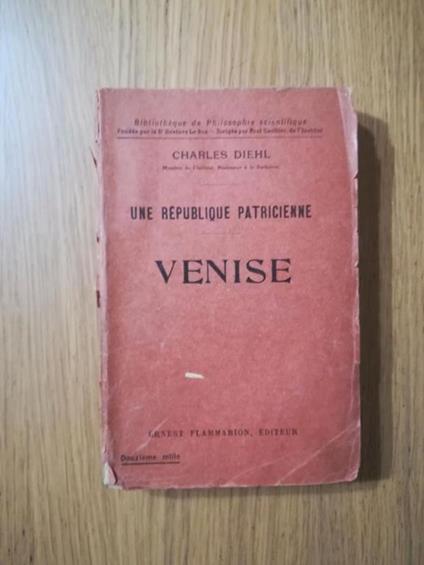 Bibliothèque de Philosophie scientifique
Fondée par le Dr Gustave Le Bon — Dirigée par Paul Gaultier, de l'Institut
CHARLES DIEHL
Membre de l'Institut, Professeur à la Sorbonne
UNE RÉPUBLIQUE PATRICIENNE
VENISE
ERNEST FLAMMARION, ÉDITEUR
Douzième mille